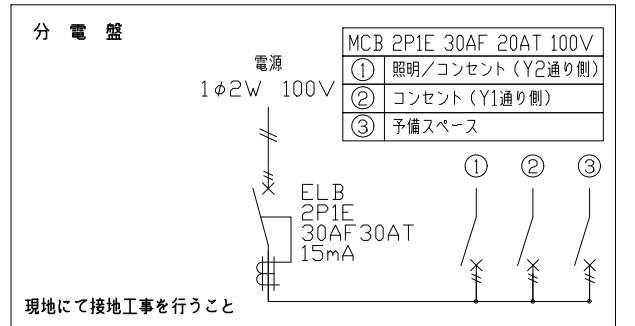 分電盤
MCB 2P1E 30AF 20AT 100V
① 照明/コンセント(Y2通り側)
② コンセント(Y1通り側)
③ 予備スペース
電源
1φ2W 100V
① ② ③
ELB
2P1E
30AF30AT
15mA
現地にて接地工事を行うこと